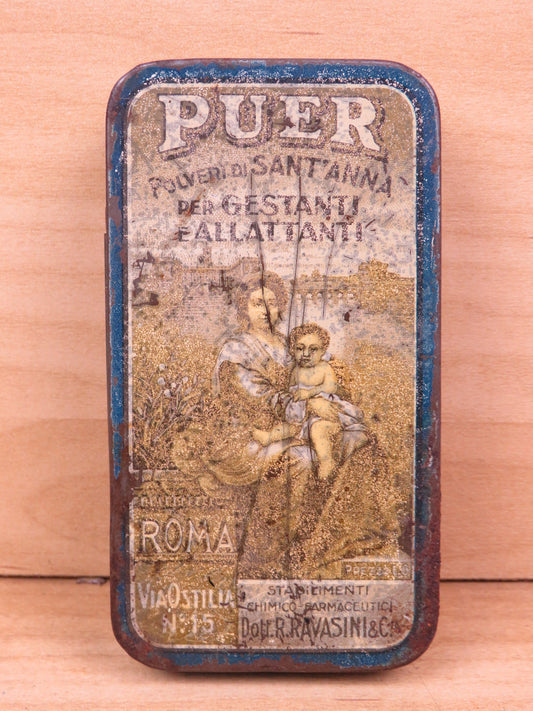 PUER
POLVERI DI SANT'ANNA
PER GESTANTI
E ALLATTANTI
ROMA
VIA OSTILIA
N° 15
STABILIMENTI
CHIMICO-FARMACEUTICI
DOTT. R. RAVASINI & C.